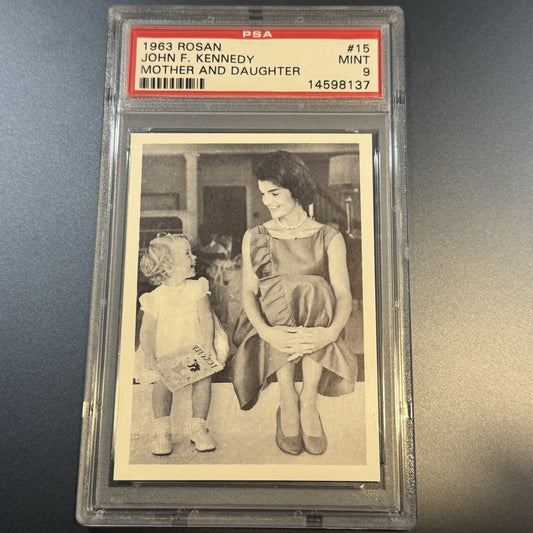 PSA
1963 ROSAN #15
JOHN F. KENNEDY MINT
MOTHER AND DAUGHTER 9
14598137